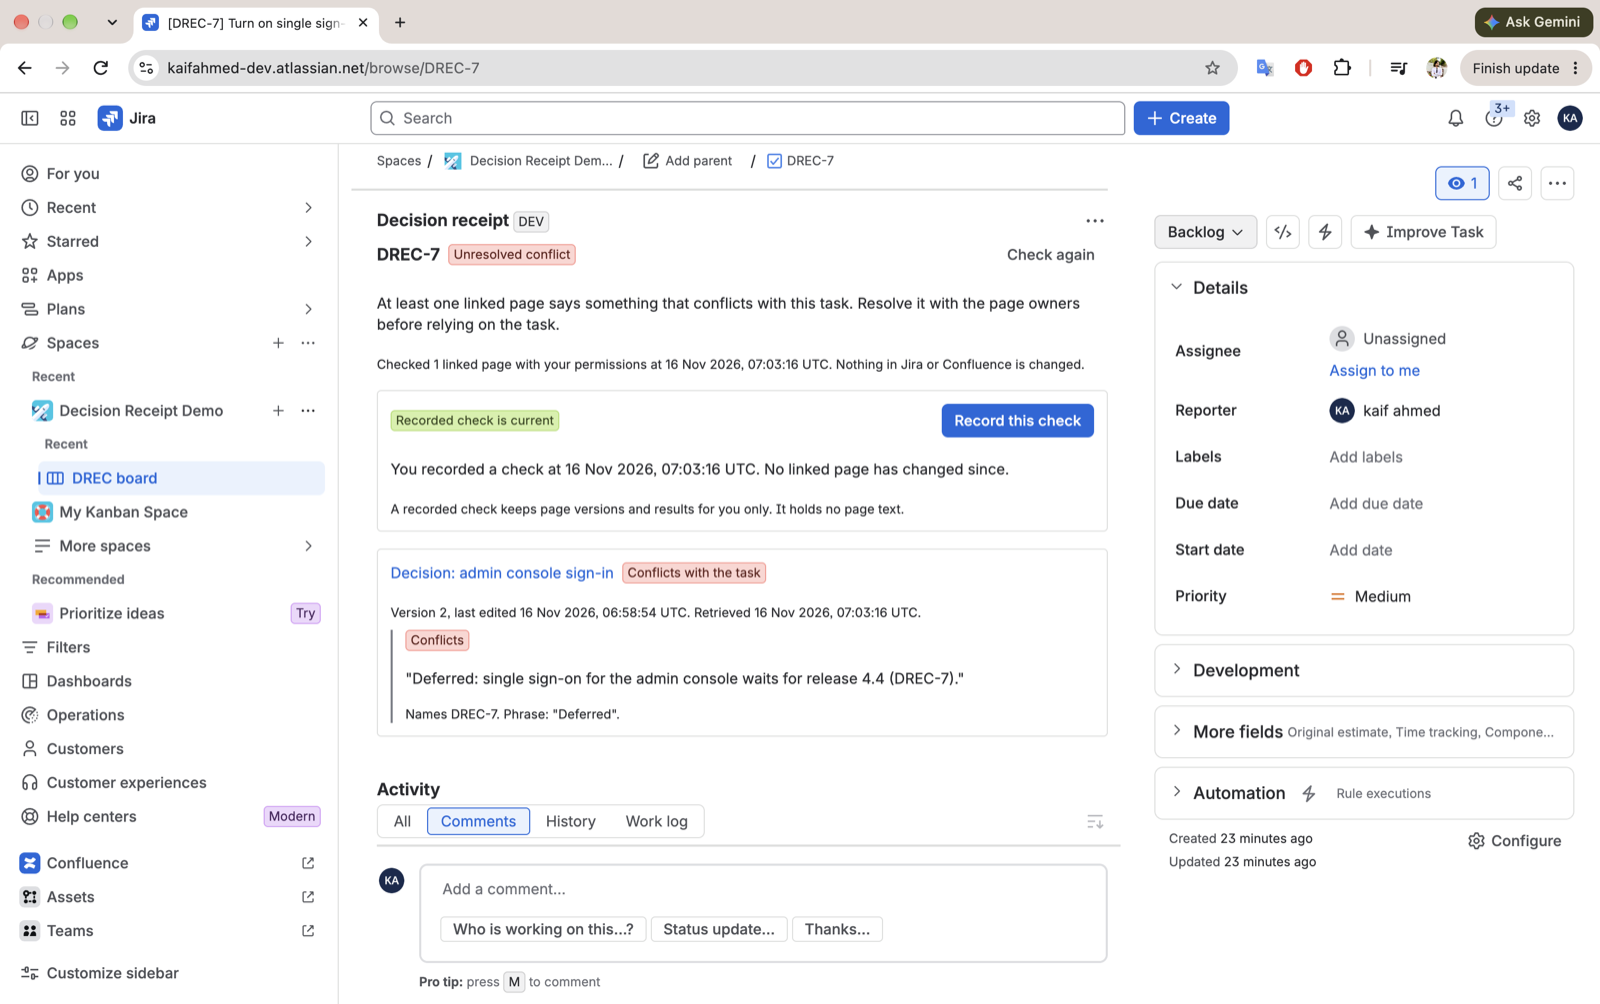 [DREC-7] Turn on single sign-
Ask Gemini
kaifahmed-dev.atlassian.net/browse/DREC-7
Finish update
Jira
Search
Create
3+
KA
For you
Recent
Starred
Apps
Plans
Spaces
Recent
Decision Receipt Demo
Recent
DREC board
My Kanban Space
More spaces
Recommended
Prioritize ideas
Try
Filters
Dashboards
Operations
Customers
Customer experiences
Help centers
Modern
Confluence
Assets
Teams
Customize sidebar
Spaces / Decision Receipt Dem... / Add parent / DREC-7
Decision receipt DEV
DREC-7 Unresolved conflict
Check again
At least one linked page says something that conflicts with this task. Resolve it with the page owners
before relying on the task.
Checked 1 linked page with your permissions at 16 Nov 2026, 07:03:16 UTC. Nothing in Jira or Confluence is changed.
Recorded check is current
Record this check
You recorded a check at 16 Nov 2026, 07:03:16 UTC. No linked page has changed since.
A recorded check keeps page versions and results for you only. It holds no page text.
Decision: admin console sign-in Conflicts with the task
Version 2, last edited 16 Nov 2026, 06:58:54 UTC. Retrieved 16 Nov 2026, 07:03:16 UTC.
Conflicts
"Deferred: single sign-on for the admin console waits for release 4.4 (DREC-7)."
Names DREC-7. Phrase: "Deferred".
Activity
All Comments History Work log
KA
Add a comment...
Who is working on this...? Status update... Thanks...
Pro tip: press M to comment
1
Backlog
Improve Task
Details
Assignee
Unassigned
Assign to me
Reporter
KA kaif ahmed
Labels
Add labels
Due date
Add due date
Start date
Add date
Priority
Medium
Development
More fields Original estimate, Time tracking, Compone...
Automation Rule executions
Created 23 minutes ago
Updated 23 minutes ago
Configure